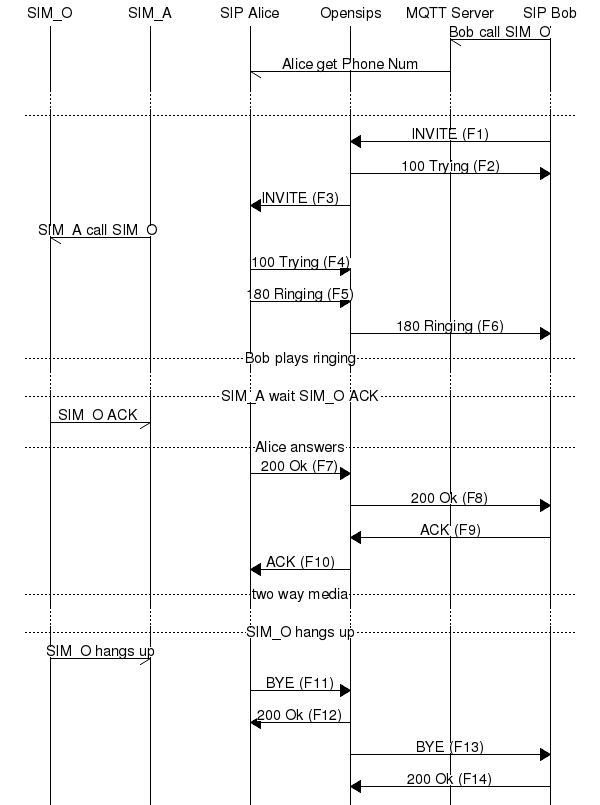 SIM_O SIM_A SIP Alice Opensips MQTT Server SIP Bob
Bob call SIM_O
Alice get Phone Num
INVITE (F1)
100 Trying (F2)
INVITE (F3)
SIM_A call SIM_O
100 Trying (F4)
180 Ringing (F5)
180 Ringing (F6)
Bob plays ringing
SIM_A wait SIM_O ACK
SIM_O ACK
Alice answers
200 Ok (F7)
200 Ok (F8)
ACK (F9)
ACK (F10)
two way media
SIM_O hangs up
SIM_O hangs up
BYE (F11)
200 Ok (F12)
BYE (F13)
200 Ok (F14)